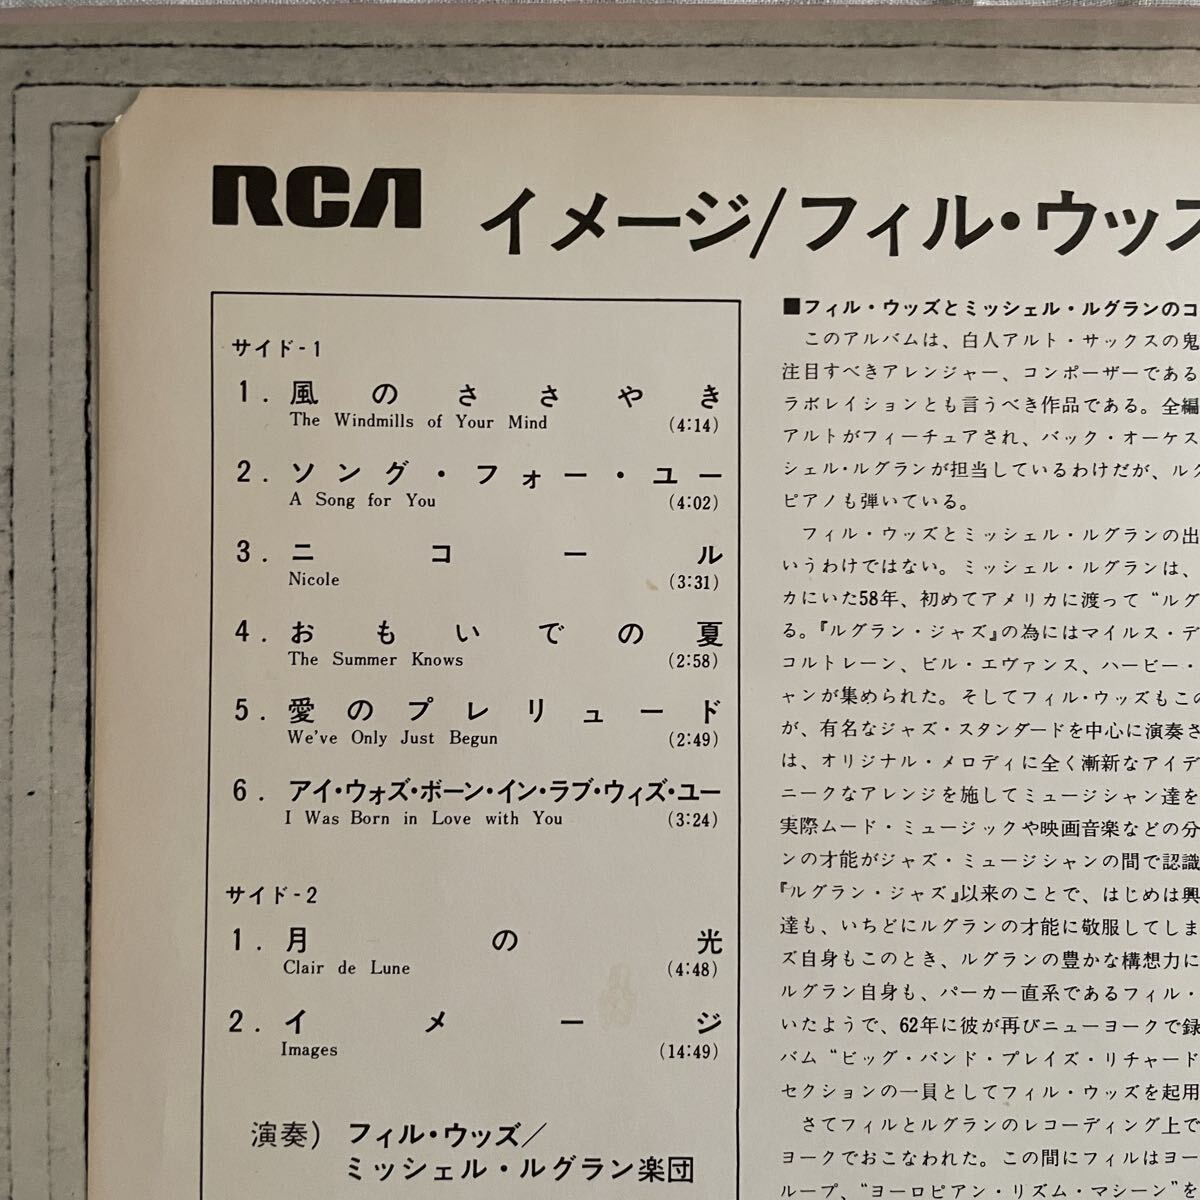 RCA イメージ/フィル・ウッズ
サイド-1
1. 風のささやき
The Windmills of Your Mind (4:14)
2. ソング・フォー・ユー
A Song for You (4:02)
3. ニコール
Nicole (3:31)
4. おもいでの夏
The Summer Knows (2:58)
5. 愛のプレリュード
We've Only Just Begun (2:49)
6. アイ・ウォズ・ボーン・イン・ラブ・ウィズ・ユー
I Was Born in Love with You (3:24)
サイド-2
1. 月の光
Clair de Lune (4:48)
2. イメージ
Images (14:49)
演奏) フィル・ウッズ/
ミッシェル・ルグラン楽団
■フィル・ウッズとミッシェル・ルグランのコ
このアルバムは、白人アルト・サックスの鬼
注目すべきアレンジャー、コンポーザーである
ラボレイションとも言うべき作品である。全編
アルトがフィーチュアされ、バック・オーケス
シェル・ルグランが担当しているわけだが、ルグ
ピアノも弾いている。
フィル・ウッズとミッシェル・ルグランの出
いうわけではない。ミッシェル・ルグランは、
カにいた58年、初めてアメリカに渡って“ルグ
る。『ルグラン・ジャズ』の為にはマイルス・デ
コルトレーン、ビル・エヴァンス、ハービー・
ャンが集められた。そしてフィル・ウッズもこの
が、有名なジャズ・スタンダードを中心に演奏さ
は、オリジナル・メロディに全く漸新なアイデ
ニークなアレンジを施してミュージシャン達を
実際ムード・ミュージックや映画音楽などの分
ンの才能がジャズ・ミュージシャンの間で認識
『ルグラン・ジャズ』以来のことで、はじめは興
達も、いちどにルグランの才能に敬服してしま
ズ自身もこのとき、ルグランの豊かな構想力に
ルグラン自身も、パーカー直系であるフィル・
いたようで、62年に彼が再びニューヨークで録
バム“ビッグ・バンド・プレイズ・リチャード
セクションの一員としてフィル・ウッズを起用
さてフィルとルグランのレコーディング上で
ヨークでおこなわれた。この間にフィルはヨー
ループ、“ヨーロピアン・リズム・マシーン”を